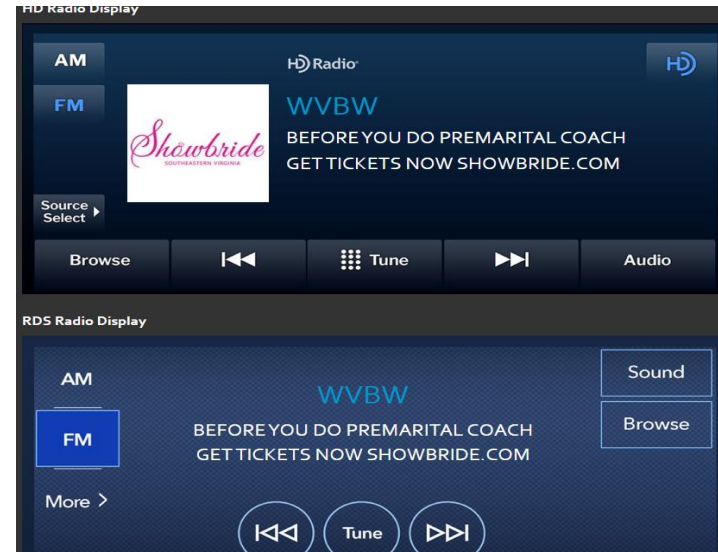 HD Radio Display
AM
HD Radio
HD
FM
WVBW
BEFORE YOU DO PREMARITAL COACH
GET TICKETS NOW SHOWBRIDE.COM
Showbride
SOUTHEASTERN VIRGINIA
Source
Select
Browse
Tune
Audio
RDS Radio Display
AM
Sound
WVBW
FM
BEFORE YOU DO PREMARITAL COACH
GET TICKETS NOW SHOWBRIDE.COM
Browse
More >
Tune